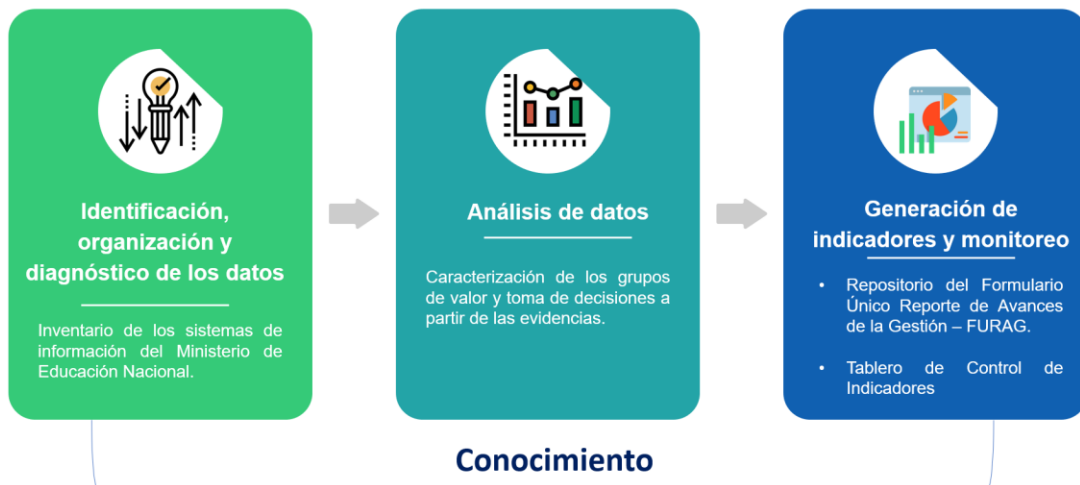 Identificación,
organización y
diagnóstico de los datos
Inventario de los sistemas de
información del Ministerio de
Educación Nacional.
Análisis de datos
Caracterización de los grupos
de valor y toma de decisiones a
partir de las evidencias.
Generación de
indicadores y monitoreo
• Repositorio del Formulario
Único Reporte de Avances
de la Gestión – FURAG.
• Tablero de Control de
Indicadores
Conocimiento